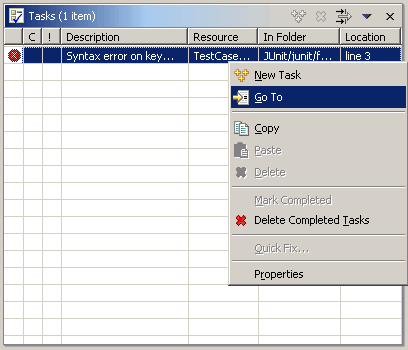 Tasks (1 item)
C ! Description Resource In Folder Location
Syntax error on key... TestCase... JUnit/junit/f... line 3
New Task
Go To
Copy
Paste
Delete
Mark Completed
Delete Completed Tasks
Quick Fix...
Properties